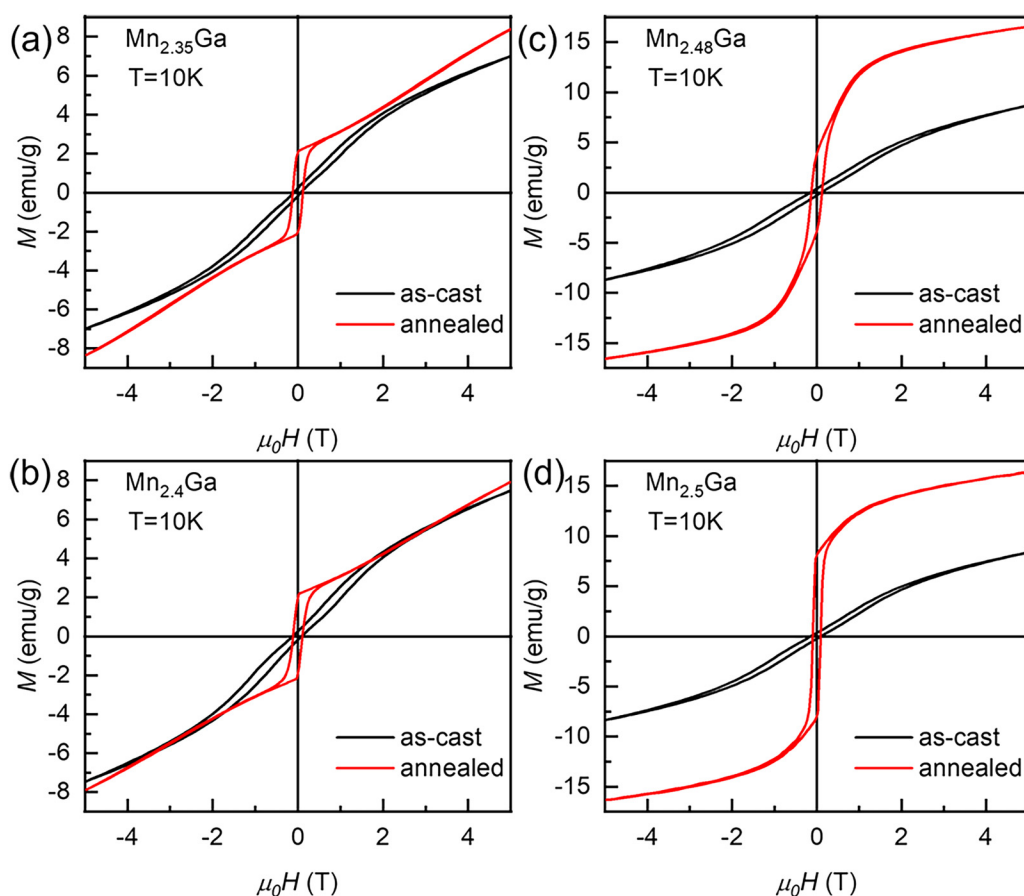 (a)
Mn2.35Ga
T=10K
M (emu/g)
8
6
4
2
0
-2
-4
-6
-8
as-cast
annealed
-4
-2
0
2
4
μ0H (T)
(c)
Mn2.48Ga
T=10K
M (emu/g)
15
10
5
0
-5
-10
-15
as-cast
annealed
-4
-2
0
2
4
μ0H (T)
(b)
Mn2.4Ga
T=10K
M (emu/g)
8
6
4
2
0
-2
-4
-6
-8
as-cast
annealed
-4
-2
0
2
4
μ0H (T)
(d)
Mn2.5Ga
T=10K
M (emu/g)
15
10
5
0
-5
-10
-15
as-cast
annealed
-4
-2
0
2
4
μ0H (T)